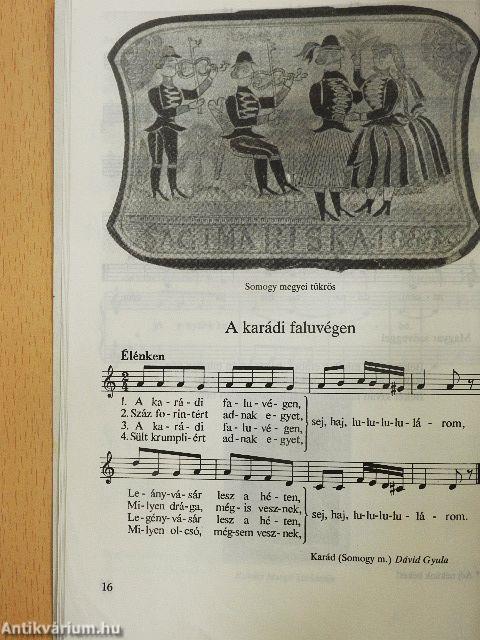 SÁGI MARISKA 1882
Somogy megyei tükrös
A karádi faluvégen
Élénken
1. A ka - rá - di fa - lu - vé - gen,
2. Száz fo - rin - tért ad - nak e - gyet,
3. A ka - rá - di fa - lu - vé - gen,
4. Sült krumpli - ért ad - nak e - gyet,
sej, haj, lu - lu - lu - lu - lá - rom,
Le - ány - vá - sár lesz a hé - ten,
Mi - lyen drá - ga, még - is vesz - nek,
Le - gény - vá - sár lesz a hé - ten,
Mi - lyen ol - csó, még - sem vesz - nek,
sej, haj, lu - lu - lu - lu - lá - rom.
Karád (Somogy m.) Dávid Gyula
16
Antikvárium.hu